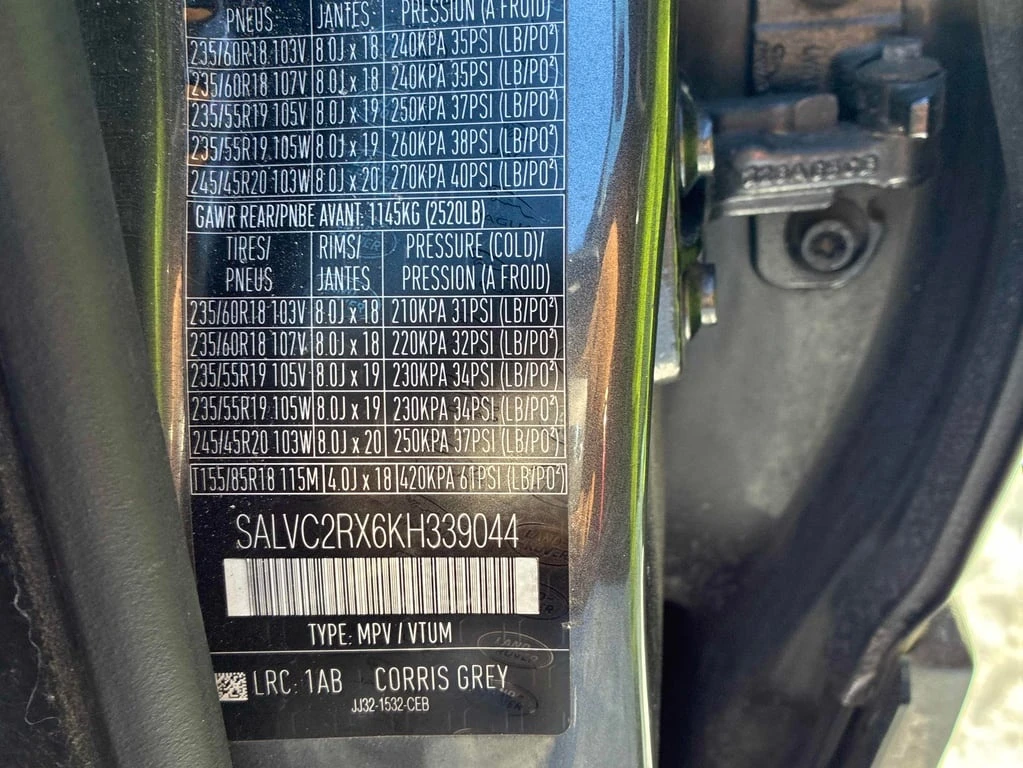 PNEUS JANTES PRESSION (A FROID)
235/60R18 103V 8.0J x 18 240KPA 35PSI (LB/PO²)
235/60R18 107V 8.0J x 18 240KPA 35PSI (LB/PO²)
235/55R19 105V 8.0J x 19 250KPA 37PSI (LB/PO²)
235/55R19 105W 8.0J x 19 260KPA 38PSI (LB/PO²)
245/45R20 103W 8.0J x 20 270KPA 40PSI (LB/PO²)
GAWR REAR/PNBE AVANT: 1145KG (2520LB)
TIRES/ RIMS/ PRESSURE (COLD)/
PNEUS JANTES PRESSION (A FROID)
235/60R18 103V 8.0J x 18 210KPA 31PSI (LB/PO²)
235/60R18 107V 8.0J x 18 220KPA 32PSI (LB/PO²)
235/55R19 105V 8.0J x 19 230KPA 34PSI (LB/PO²)
235/55R19 105W 8.0J x 19 230KPA 34PSI (LB/PO²)
245/45R20 103W 8.0J x 20 250KPA 37PSI (LB/PO²)
T155/85R18 115M 4.0J x 18 420KPA 61PSI (LB/PO²)
SALVC2RX6KH339044
TYPE: MPV / VTUM
LAND
ROVER
LRC: 1AB CORRIS GREY
JJ32-1532-CEB